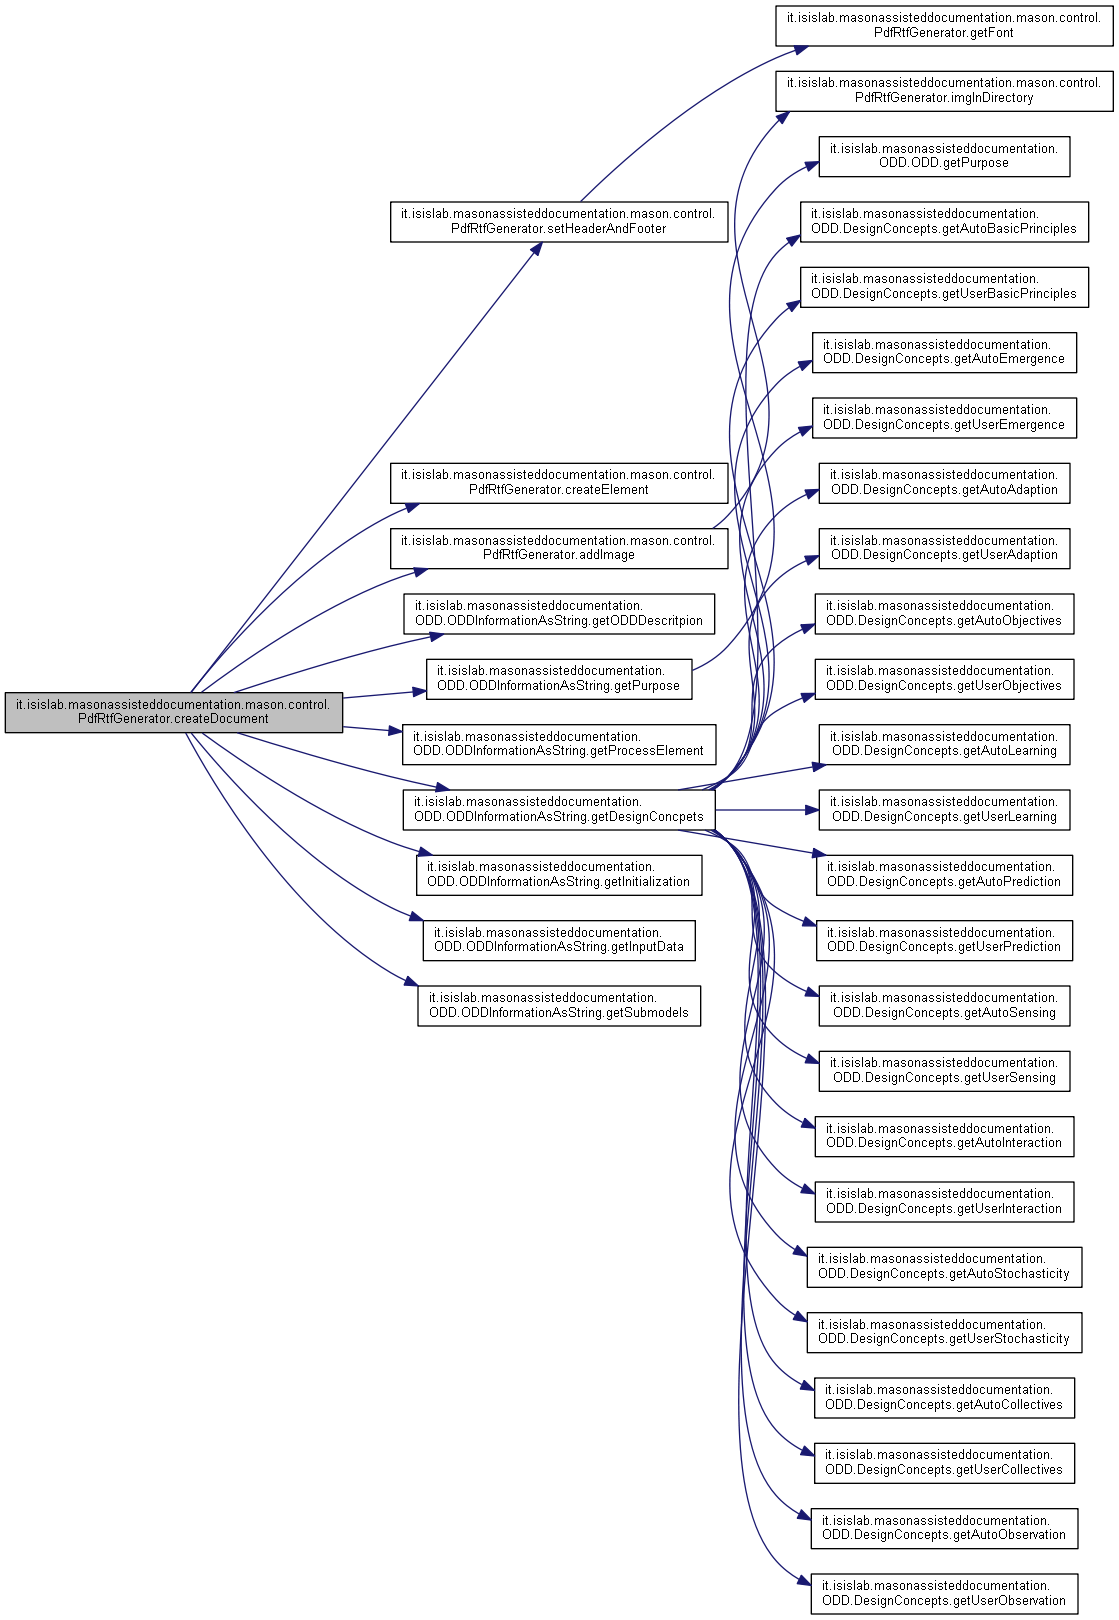 it.isislab.masonassisteddocumentation.mason.control.
PdfRtfGenerator.createDocument
it.isislab.masonassisteddocumentation.mason.control.
PdfRtfGenerator.setHeaderAndFooter
it.isislab.masonassisteddocumentation.mason.control.
PdfRtfGenerator.createElement
it.isislab.masonassisteddocumentation.mason.control.
PdfRtfGenerator.addImage
it.isislab.masonassisteddocumentation.
ODD.ODDInformationAsString.getODDDescritpion
it.isislab.masonassisteddocumentation.
ODD.ODDInformationAsString.getPurpose
it.isislab.masonassisteddocumentation.
ODD.ODDInformationAsString.getProcessElement
it.isislab.masonassisteddocumentation.
ODD.ODDInformationAsString.getDesignConcpets
it.isislab.masonassisteddocumentation.
ODD.ODDInformationAsString.getInitialization
it.isislab.masonassisteddocumentation.
ODD.ODDInformationAsString.getInputData
it.isislab.masonassisteddocumentation.
ODD.ODDInformationAsString.getSubmodels
it.isislab.masonassisteddocumentation.mason.control.
PdfRtfGenerator.getFont
it.isislab.masonassisteddocumentation.mason.control.
PdfRtfGenerator.imgInDirectory
it.isislab.masonassisteddocumentation.
ODD.ODD.getPurpose
it.isislab.masonassisteddocumentation.
ODD.DesignConcepts.getAutoBasicPrinciples
it.isislab.masonassisteddocumentation.
ODD.DesignConcepts.getUserBasicPrinciples
it.isislab.masonassisteddocumentation.
ODD.DesignConcepts.getAutoEmergence
it.isislab.masonassisteddocumentation.
ODD.DesignConcepts.getUserEmergence
it.isislab.masonassisteddocumentation.
ODD.DesignConcepts.getAutoAdaption
it.isislab.masonassisteddocumentation.
ODD.DesignConcepts.getUserAdaption
it.isislab.masonassisteddocumentation.
ODD.DesignConcepts.getAutoObjectives
it.isislab.masonassisteddocumentation.
ODD.DesignConcepts.getUserObjectives
it.isislab.masonassisteddocumentation.
ODD.DesignConcepts.getAutoLearning
it.isislab.masonassisteddocumentation.
ODD.DesignConcepts.getUserLearning
it.isislab.masonassisteddocumentation.
ODD.DesignConcepts.getAutoPrediction
it.isislab.masonassisteddocumentation.
ODD.DesignConcepts.getUserPrediction
it.isislab.masonassisteddocumentation.
ODD.DesignConcepts.getAutoSensing
it.isislab.masonassisteddocumentation.
ODD.DesignConcepts.getUserSensing
it.isislab.masonassisteddocumentation.
ODD.DesignConcepts.getAutoInteraction
it.isislab.masonassisteddocumentation.
ODD.DesignConcepts.getUserInteraction
it.isislab.masonassisteddocumentation.
ODD.DesignConcepts.getAutoStochasticity
it.isislab.masonassisteddocumentation.
ODD.DesignConcepts.getUserStochasticity
it.isislab.masonassisteddocumentation.
ODD.DesignConcepts.getAutoCollectives
it.isislab.masonassisteddocumentation.
ODD.DesignConcepts.getUserCollectives
it.isislab.masonassisteddocumentation.
ODD.DesignConcepts.getAutoObservation
it.isislab.masonassisteddocumentation.
ODD.DesignConcepts.getUserObservation